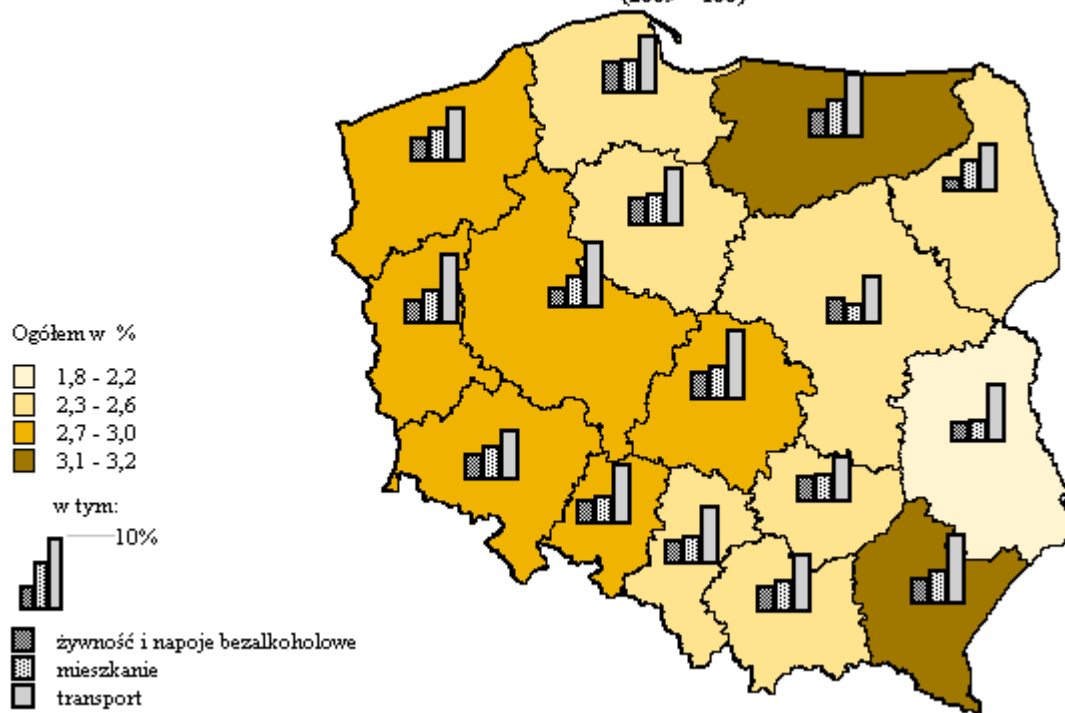 Ogółem w %
1,8 - 2,2
2,3 - 2,6
2,7 - 3,0
3,1 - 3,2
w tym:
10%
żywność i napoje bezalkoholowe
mieszkanie
transport